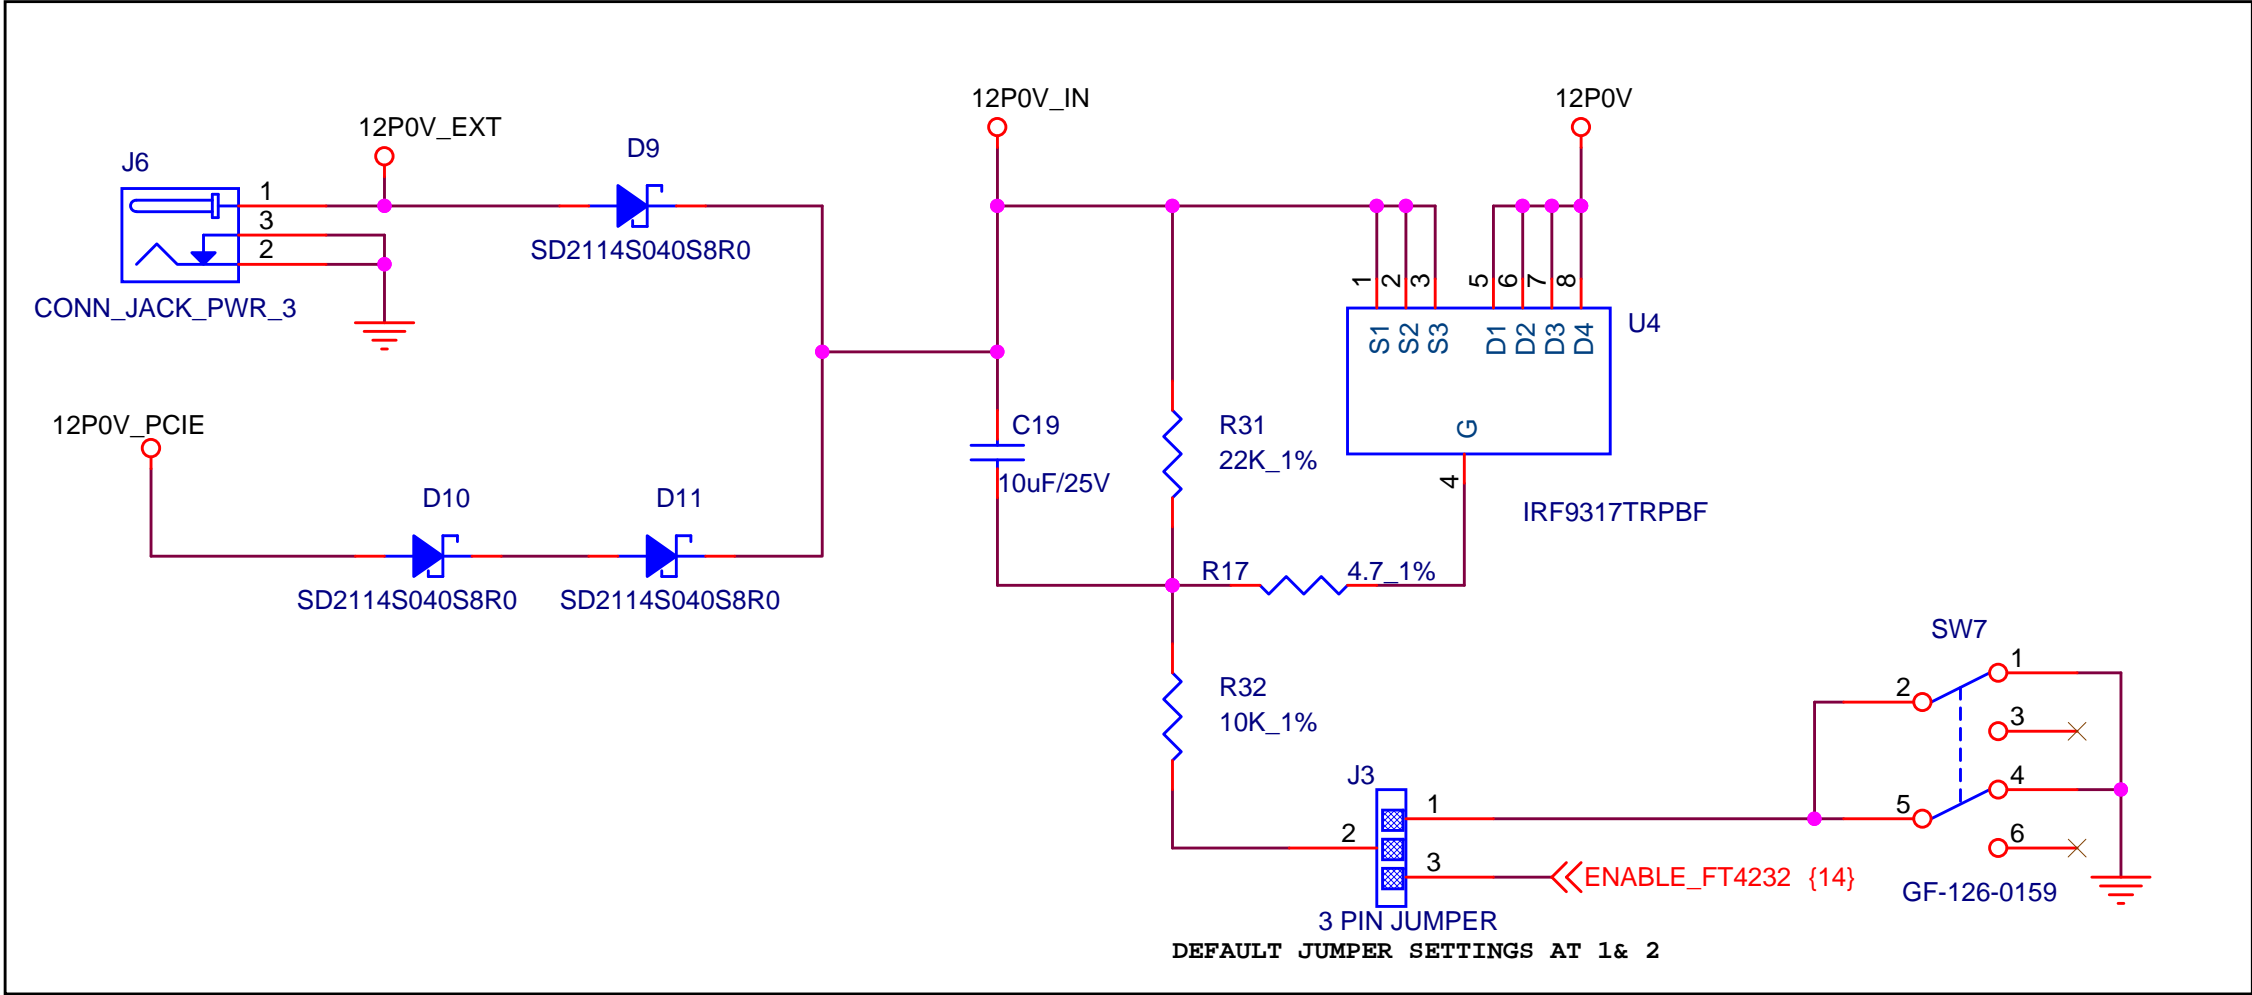 12P0V_IN
12P0V
12P0V_EXT
D9
J6
1
3
2
SD2114S040S8R0
CONN_JACK_PWR_3
1
2
3
5
6
7
8
U4
S1
S2
S3
D1
D2
D3
D4
G
4
IRF9317TRPBF
12P0V_PCIE
C19
10uF/25V
R31
22K_1%
D10
D11
SD2114S040S8R0
SD2114S040S8R0
R17
4.7_1%
R32
10K_1%
SW7
1
2
3
4
5
6
GF-126-0159
J3
1
2
3
ENABLE_FT4232 {14}
3 PIN JUMPER
DEFAULT JUMPER SETTINGS AT 1& 2